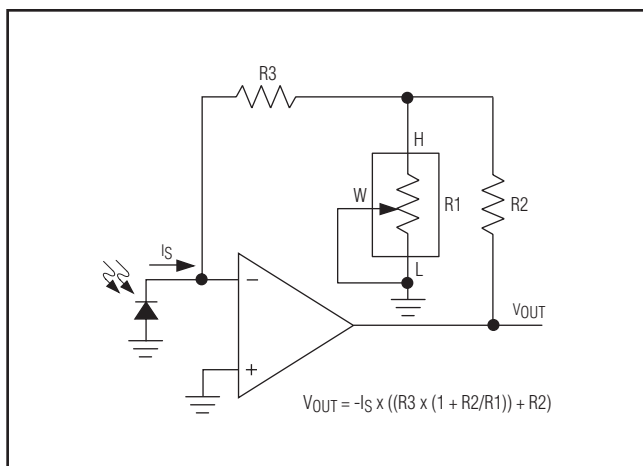 R3
H
W
R1
R2
L
IS
−
+
VOUT
VOUT = -IS x ((R3 x (1 + R2/R1)) + R2)